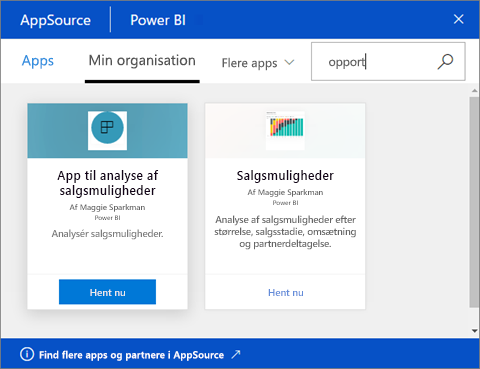 AppSource Power BI
Apps Min organisation Flere apps opport
App til analyse af
salgsmuligheder
Af Maggie Sparkman
Power BI
Analysér salgsmuligheder.
Hent nu
Salgsmuligheder
Af Maggie Sparkman
Power BI
Analyse af salgsmuligheder efter
størrelse, salgsstadie, omsætning
og partnerdeltagelse.
Hent nu
Find flere apps og partnere i AppSource